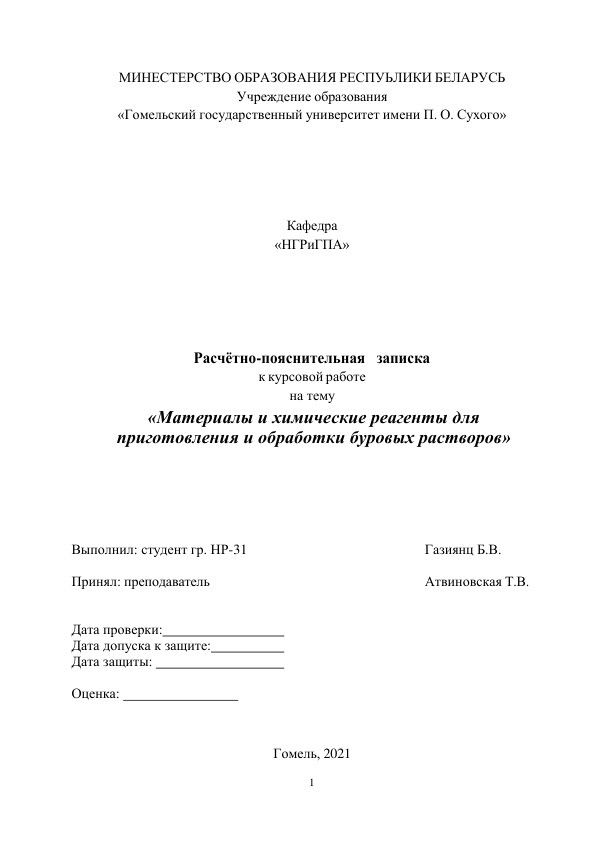 МИНЕСТЕРСТВО ОБРАЗОВАНИЯ РЕСПУЬЛИКИ БЕЛАРУСЬ
Учреждение образования
«Гомельский государственный университет имени П. О. Сухого»
Кафедра
«НГРиГПА»
Расчётно-пояснительная записка
к курсовой работе
на тему
«Материалы и химические реагенты для
приготовления и обработки буровых растворов»
Выполнил: студент гр. НР-31 Газиянц Б.В.
Принял: преподаватель Атвиновская Т.В.
Дата проверки:_________________
Дата допуска к защите:__________
Дата защиты: __________________
Оценка: ________________
Гомель, 2021
1